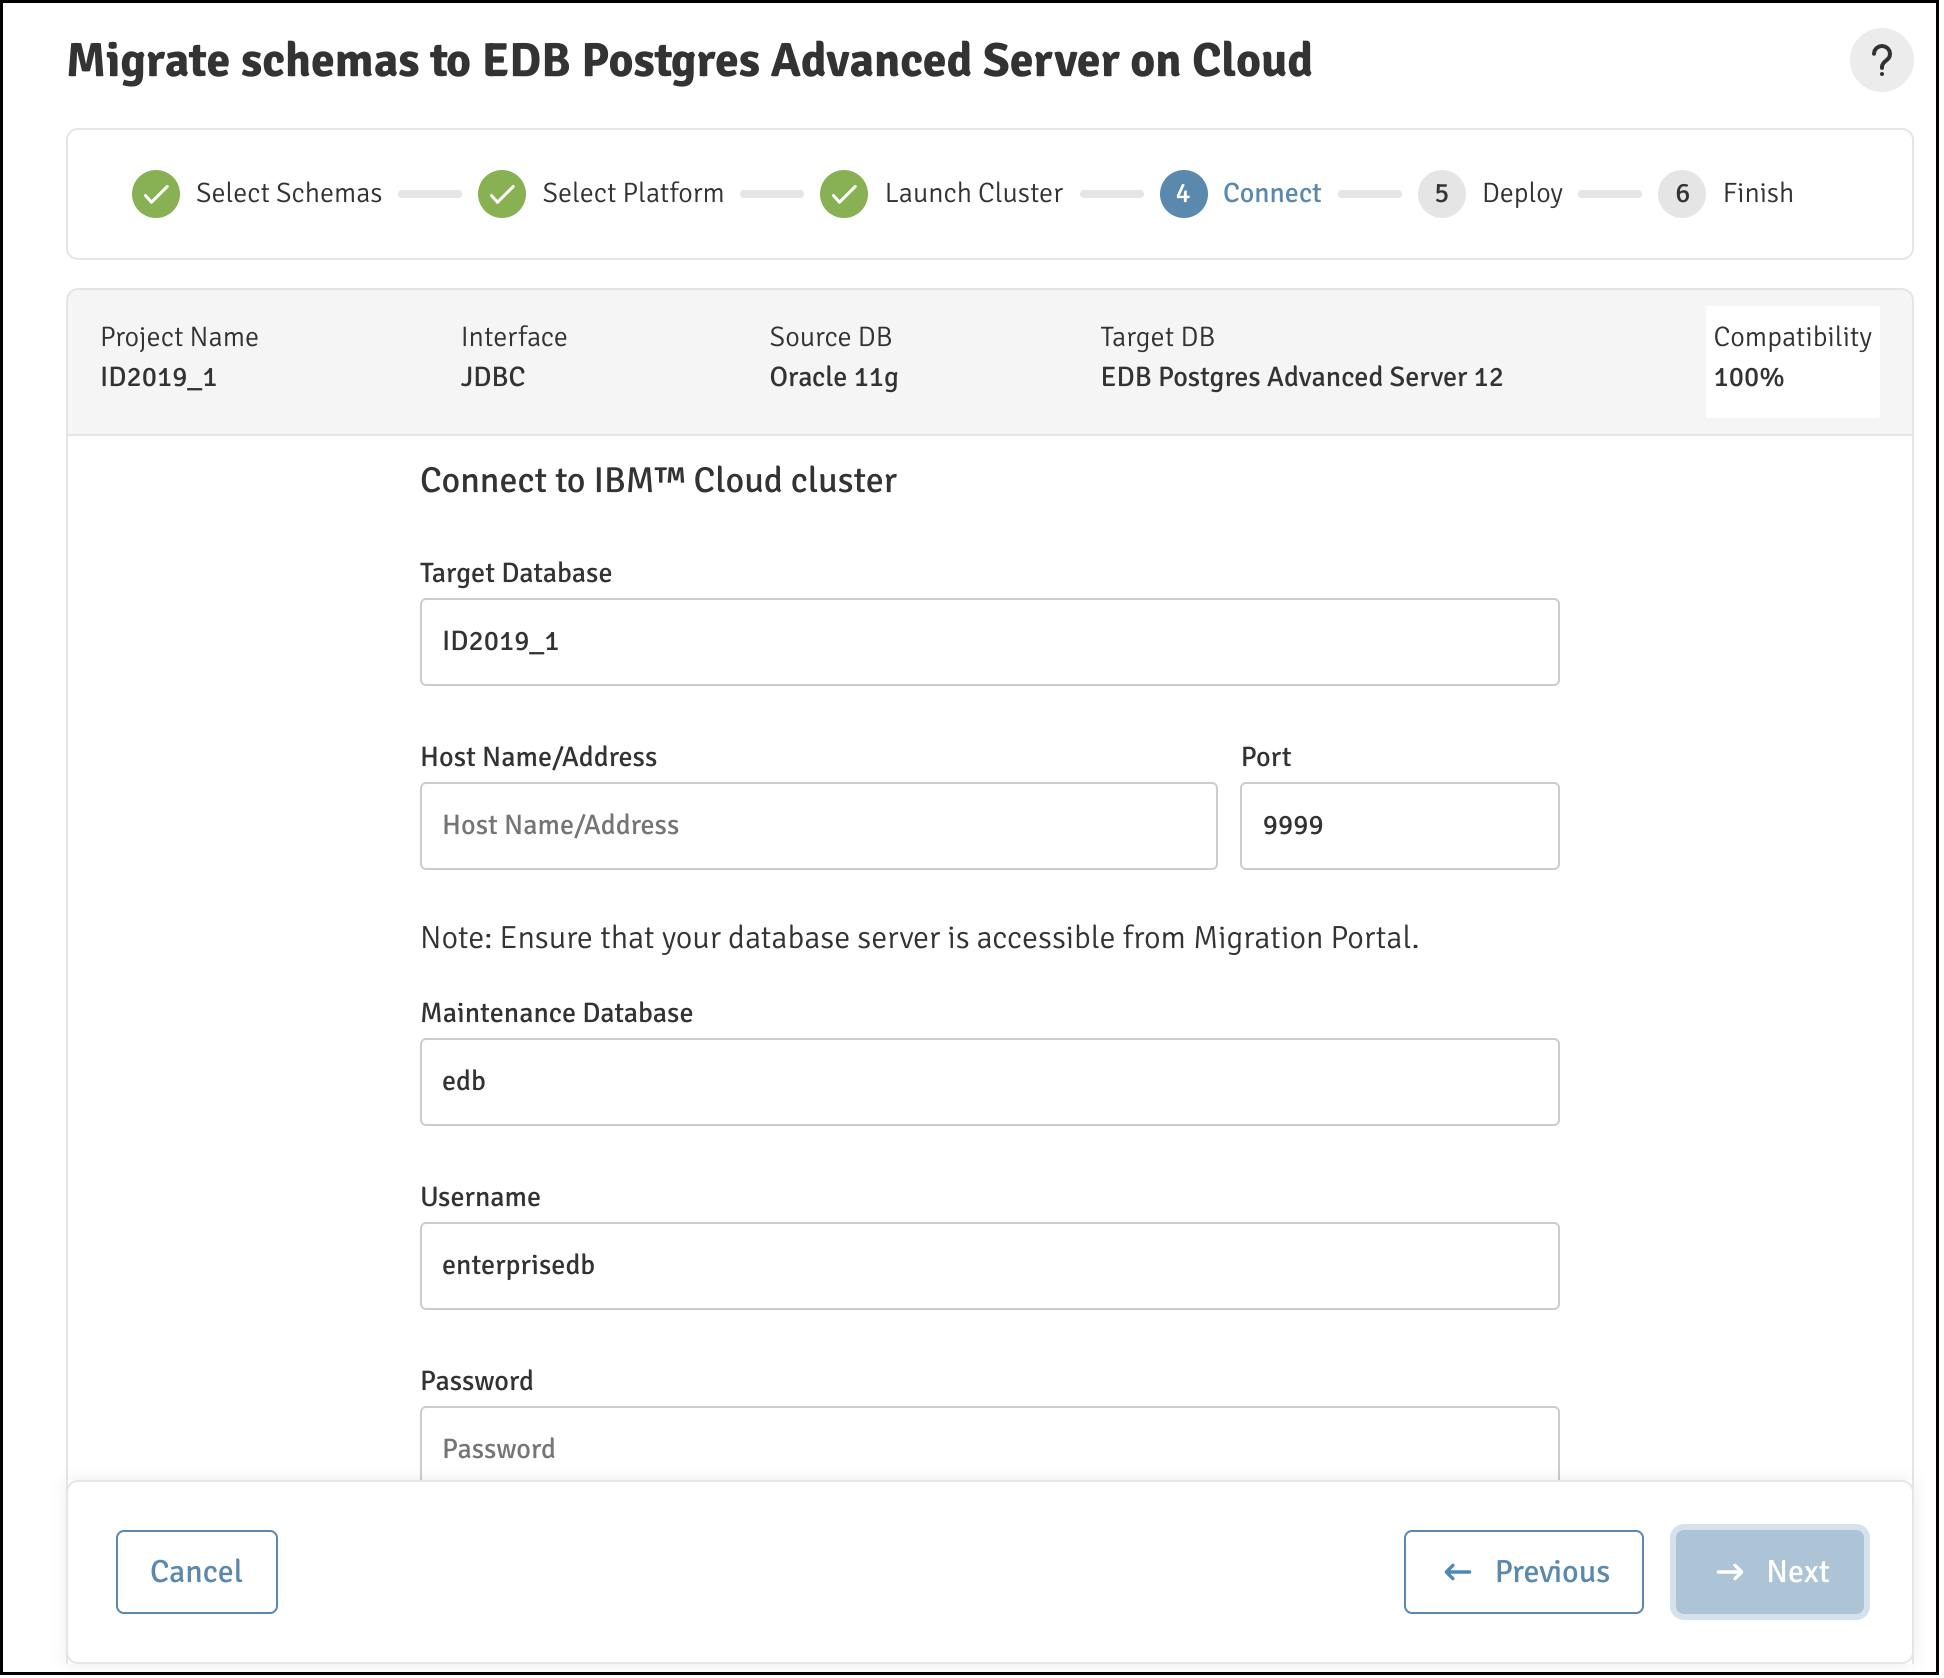 Migrate schemas to EDB Postgres Advanced Server on Cloud
?
Select Schemas
Select Platform
Launch Cluster
4 Connect
5 Deploy
6 Finish
Project Name
ID2019_1
Interface
JDBC
Source DB
Oracle 11g
Target DB
EDB Postgres Advanced Server 12
Compatibility
100%
Connect to IBM™ Cloud cluster
Target Database
ID2019_1
Host Name/Address
Host Name/Address
Port
9999
Note: Ensure that your database server is accessible from Migration Portal.
Maintenance Database
edb
Username
enterprisedb
Password
Password
Cancel
← Previous
→ Next